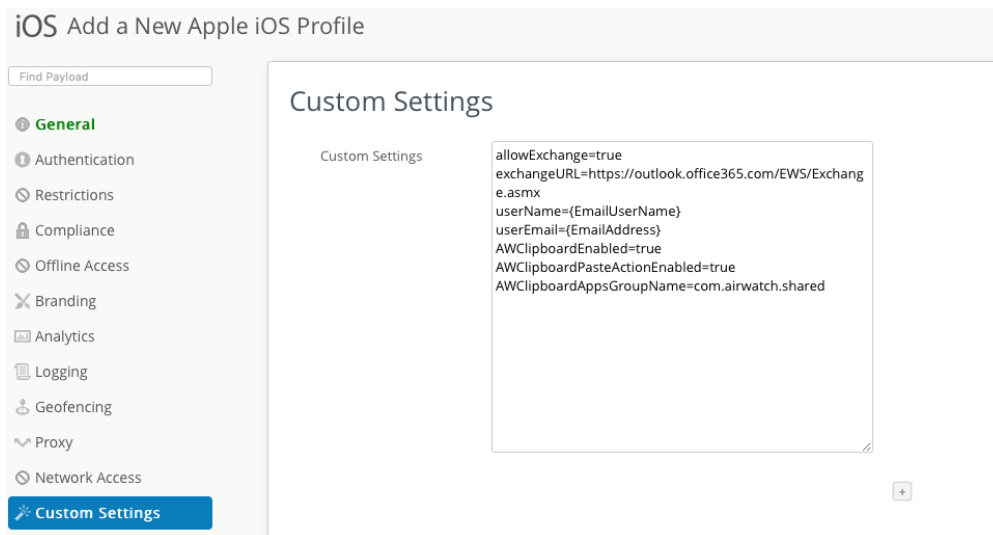 iOS Add a New Apple iOS Profile
Find Payload
General
Authentication
Restrictions
Compliance
Offline Access
Branding
Analytics
Logging
Geofencing
Proxy
Network Access
Custom Settings
Custom Settings
Custom Settings
allowExchange=true
exchangeURL=https://outlook.office365.com/EWS/Exchang
e.asmx
userName={EmailUserName}
userEmail={EmailAddress}
AWClipboardEnabled=true
AWClipboardPasteActionEnabled=true
AWClipboardAppsGroupName=com.airwatch.shared
+